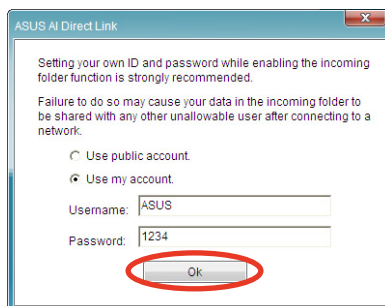 ASUS AI Direct Link
Setting your own ID and password while enabling the incoming
folder function is strongly recommended.
Failure to do so may cause your data in the incoming folder to
be shared with any other unallowable user after connecting to a
network.
Use public account.
Use my account.
Username: ASUS
Password: 1234
Ok